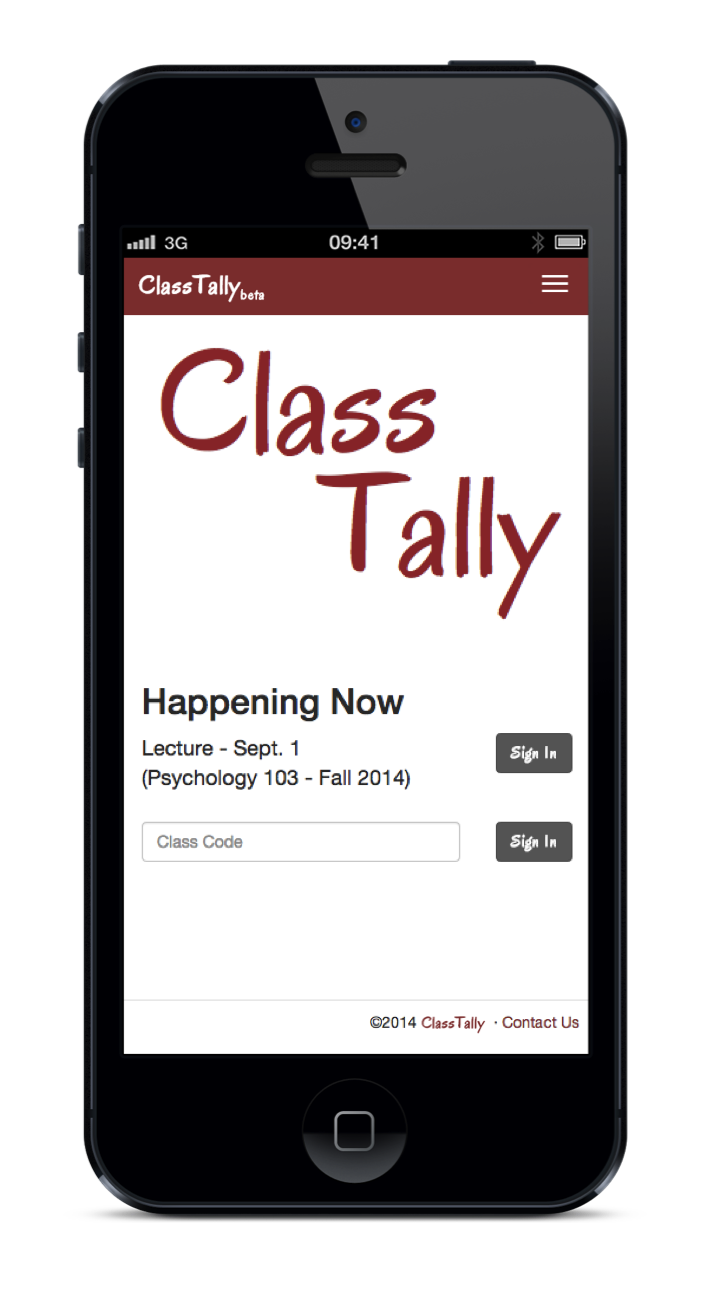 3G 09:41
ClassTally beta
Class
Tally
Happening Now
Lecture - Sept. 1
(Psychology 103 - Fall 2014)
Sign In
Class Code
Sign In
©2014 ClassTally · Contact Us